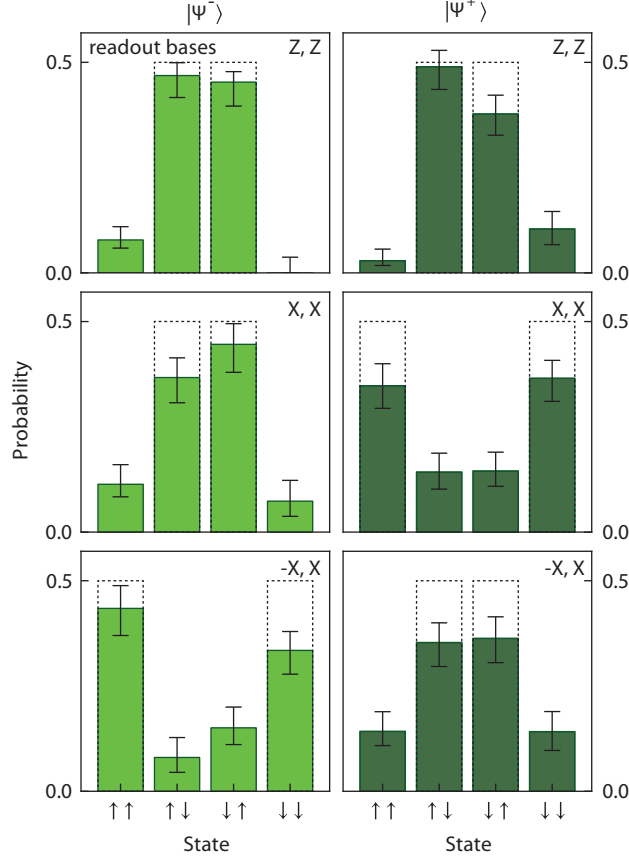 |Ψ⁻⟩ |Ψ⁺⟩
readout bases Z, Z Z, Z
0.5 0.5
0.0 0.0
X, X X, X
0.5 0.5
Probability
0.0 0.0
-X, X -X, X
0.5 0.5
0.0 0.0
↑↑ ↑↓ ↓↑ ↓↓ ↑↑ ↑↓ ↓↑ ↓↓
State State